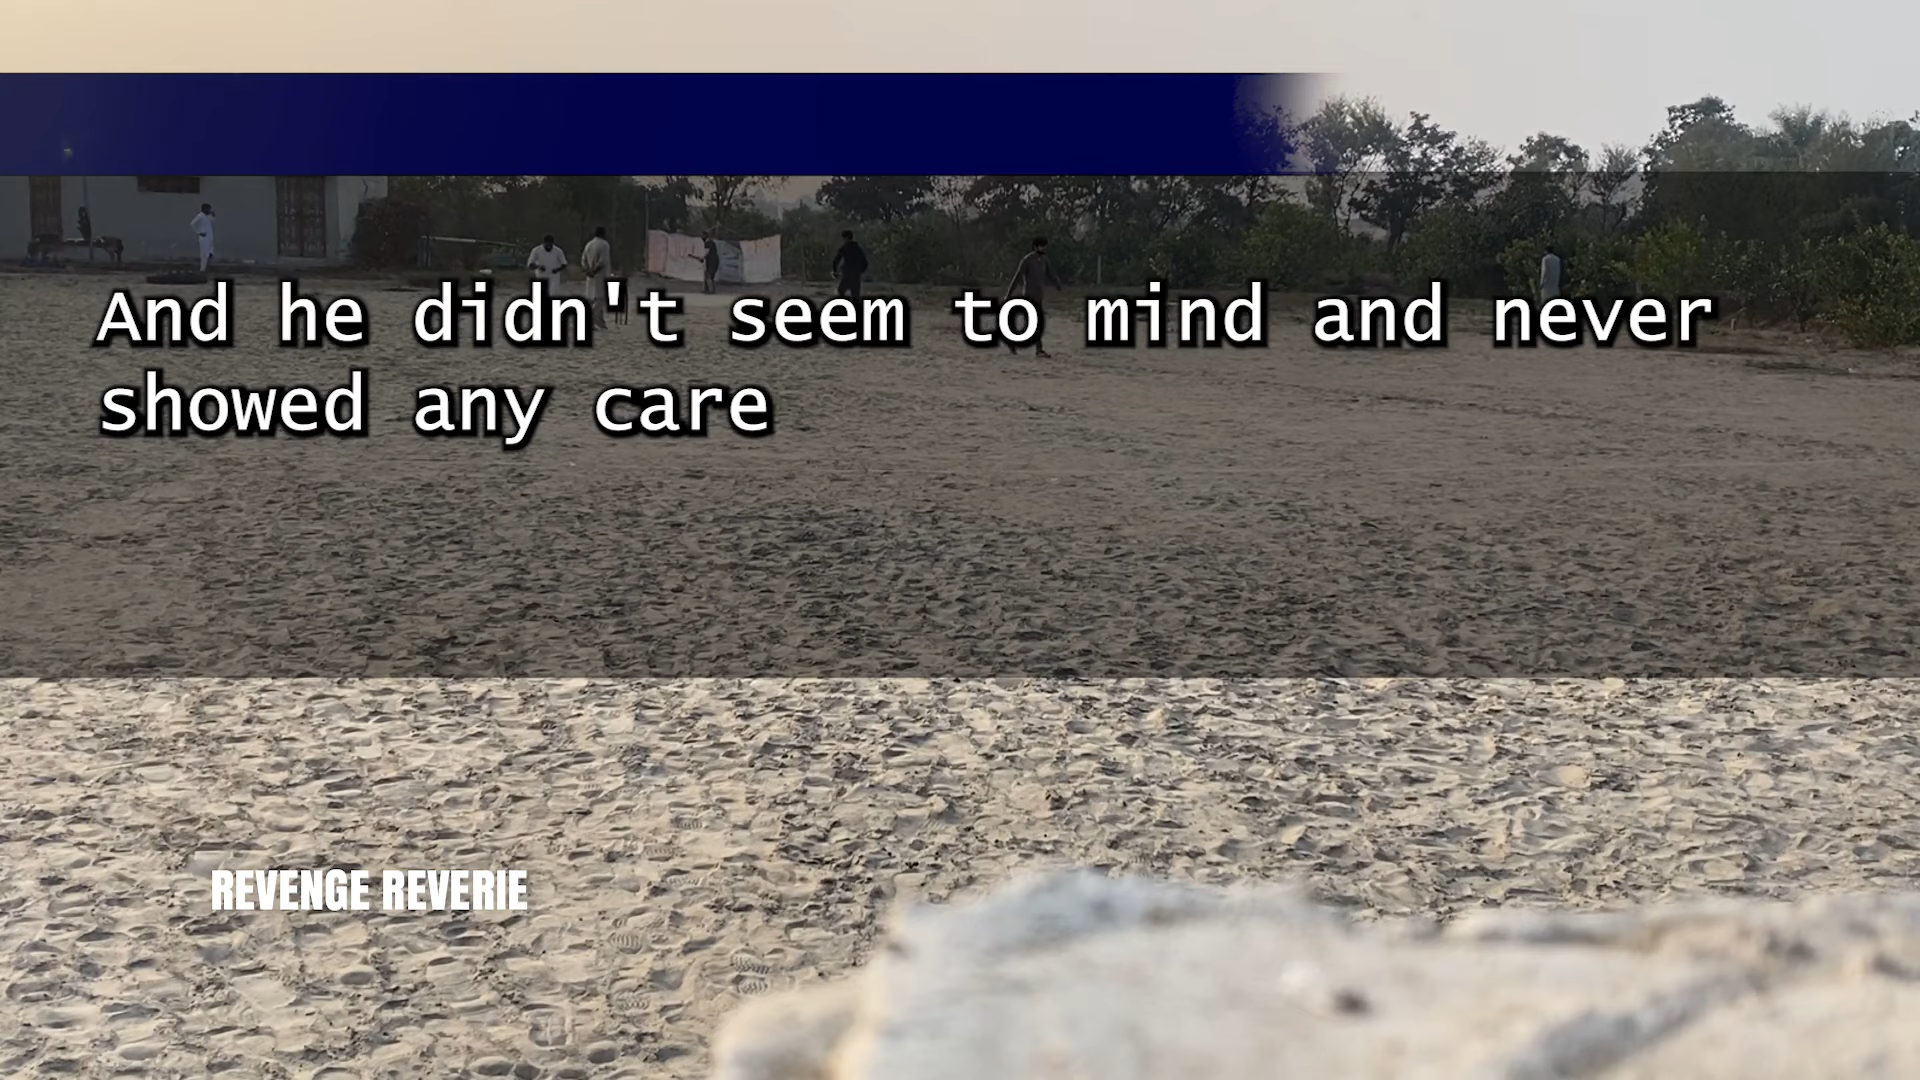 And he didn't seem to mind and never
showed any care
REVENGE REVERIE